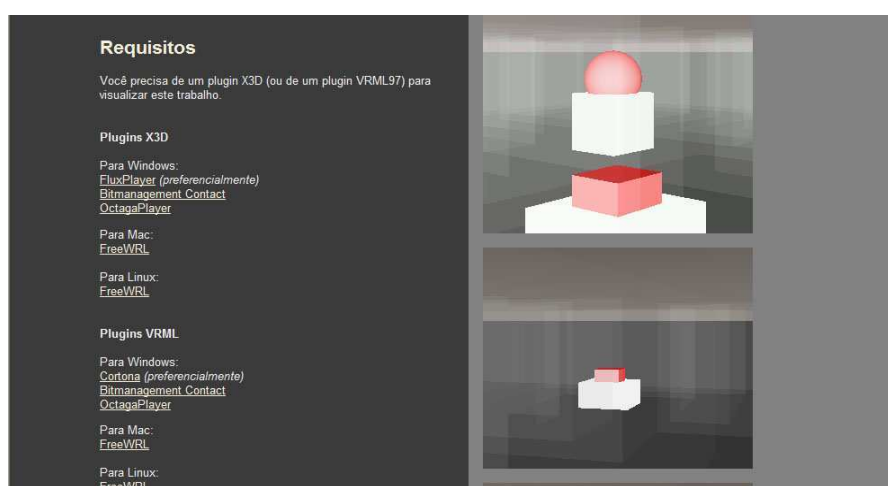 Requisitos
Você precisa de um plugin X3D (ou de um plugin VRML97) para
visualizar este trabalho.
Plugins X3D
Para Windows:
FluxPlayer (preferencialmente)
Bitmanagement Contact
OctagaPlayer
Para Mac:
FreeWRL
Para Linux:
FreeWRL
Plugins VRML
Para Windows:
Cortona (preferencialmente)
Bitmanagement Contact
OctagaPlayer
Para Mac:
FreeWRL
Para Linux:
FreeWRL